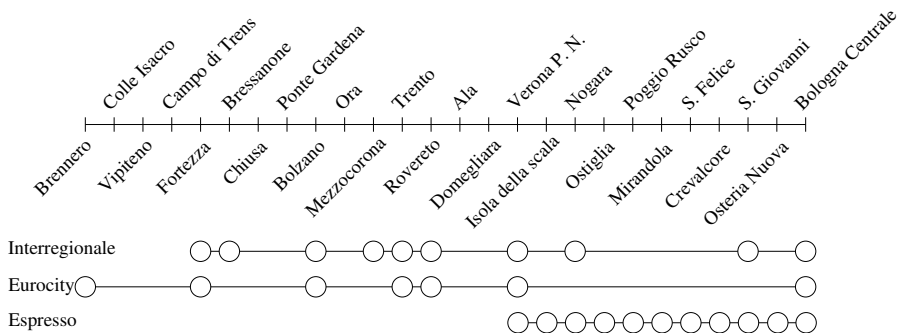 Colle Isacro
Campo di Trens
Bressanone
Ponte Gardena
Ora
Trento
Ala
Verona P. N.
Nogara
Poggio Rusco
S. Felice
S. Giovanni
Bologna Centrale
Brennero
Vipiteno
Fortezza
Chiusa
Bolzano
Mezzocorona
Rovereto
Domegliara
Isola della scala
Ostiglia
Mirandola
Crevalcore
Osteria Nuova
Interregionale
Eurocity
Espresso